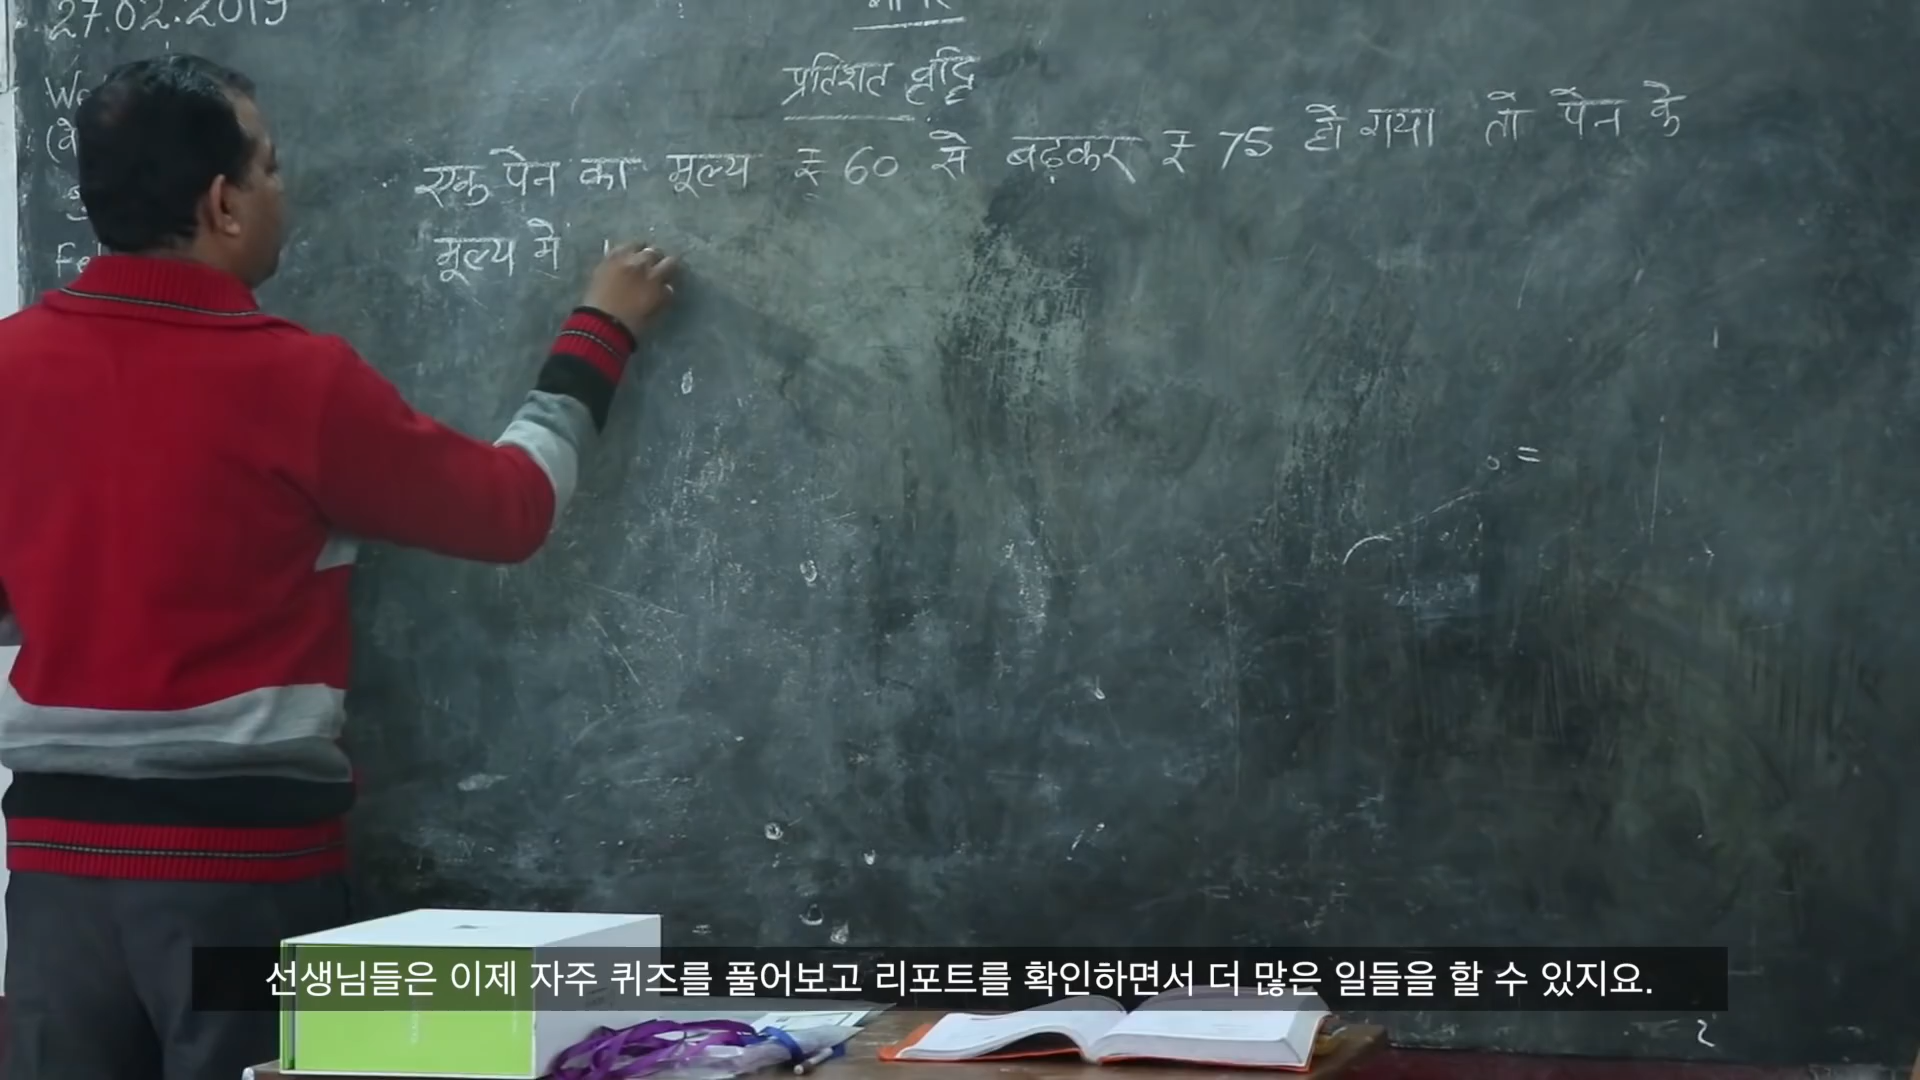 27.02.2019
प्रतिशत वृद्धि
एक पेन का मूल्य ₹ 60 से बढ़कर ₹ 75 हो गया तो पेन के
मूल्य में
We
(वे
Fe
선생님들은 이제 자주 퀴즈를 풀어보고 리포트를 확인하면서 더 많은 일들을 할 수 있지요.